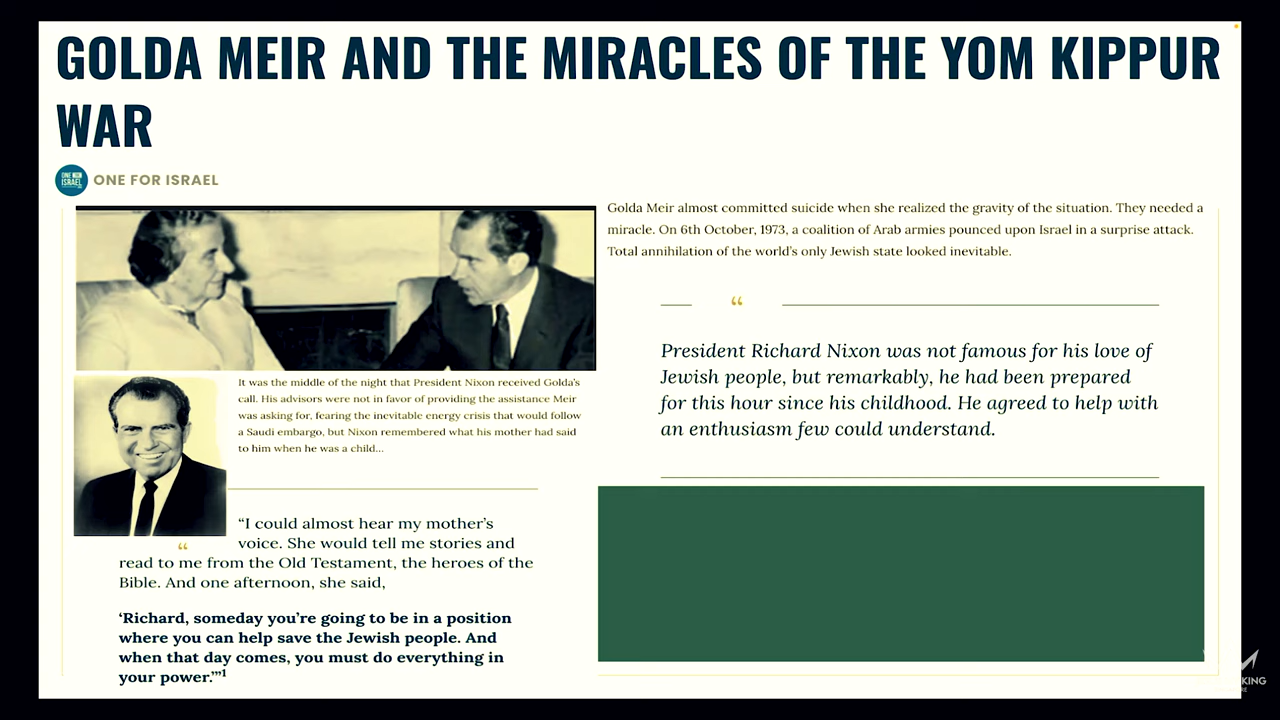 GOLDA MEIR AND THE MIRACLES OF THE YOM KIPPUR
WAR
ONE FOR ISRAEL
Golda Meir almost committed suicide when she realized the gravity of the situation. They needed a
miracle. On 6th October, 1973, a coalition of Arab armies pounced upon Israel in a surprise attack.
Total annihilation of the world's only Jewish state looked inevitable.
“
President Richard Nixon was not famous for his love of
Jewish people, but remarkably, he had been prepared
for this hour since his childhood. He agreed to help with
an enthusiasm few could understand.
It was the middle of the night that President Nixon received Golda's
call. His advisors were not in favor of providing the assistance Meir
was asking for, fearing the inevitable energy crisis that would follow
a Saudi embargo, but Nixon remembered what his mother had said
to him when he was a child...
“I could almost hear my mother's
voice. She would tell me stories and
“
read to me from the Old Testament, the heroes of the
Bible. And one afternoon, she said,
‘Richard, someday you're going to be in a position
where you can help save the Jewish people. And
when that day comes, you must do everything in
your power.’”1